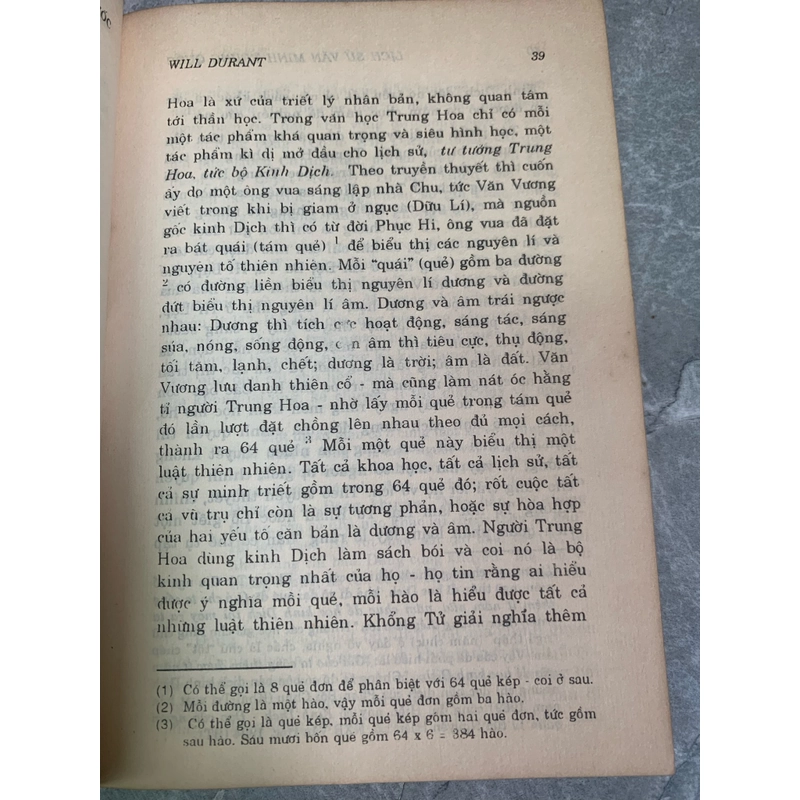 ƯỚC
WILL DURANT
39
Hoa là xứ của triết lý nhân bản, không quan tâm
tới thần học. Trong văn học Trung Hoa chỉ có mỗi
một tác phẩm khá quan trọng và siêu hình học, một
tác phẩm kì dị mở đầu cho lịch sử, tư tưởng Trung
Hoa, tức bộ Kinh Dịch. Theo truyền thuyết thì cuốn
ấy do một ông vua sáng lập nhà Chu, tức Văn Vương
viết trong khi bị giam ở ngục (Dữu Lí), mà nguồn
gốc kinh Dịch thì có từ đời Phục Hi, ông vua đã đặt
ra bát quái (tám quẻ) 1 để biểu thị các nguyên lí và
nguyên tố thiên nhiên. Mỗi “quái” (quẻ) gồm ba đường
2 có đường liền biểu thị nguyên lí dương và đường
đứt biểu thị nguyên lí âm. Dương và âm trái ngược
nhau: Dương thì tích cực hoạt động, sáng tác, sáng
sủa, nóng, sống động, còn âm thì tiêu cực, thụ động,
tối tăm, lạnh, chết; dương là trời; âm là đất. Văn
Vương lưu danh thiên cổ - mà cũng làm nát óc hằng
tỉ người Trung Hoa - nhờ lấy mỗi quẻ trong tám quẻ
đó lần lượt đặt chồng lên nhau theo đủ mọi cách,
thành ra 64 quẻ 3 Mỗi một quẻ này biểu thị một
luật thiên nhiên. Tất cả khoa học, tất cả lịch sử, tất
cả sự minh triết gồm trong 64 quẻ đó; rốt cuộc tất
cả vũ trụ chỉ còn là sự tương phản, hoặc sự hòa hợp
của hai yếu tố căn bản là dương và âm. Người Trung
Hoa dùng kinh Dịch làm sách bói và coi nó là bộ
kinh quan trọng nhất của họ - họ tin rằng ai hiểu
được ý nghĩa mỗi quẻ, mỗi hào là hiểu được tất cả
những luật thiên nhiên. Khổng Tử giải nghĩa thêm
(1) Có thể gọi là 8 quẻ đơn để phân biệt với 64 quẻ kép - coi ở sau.
(2) Mỗi đường là một hào, vậy mỗi quẻ đơn gồm ba hào.
(3) Có thể gọi là quẻ kép, mỗi quẻ kép gồm hai quẻ đơn, tức gồm
sau hào. Sáu mươi bốn quẻ gồm 64 x 6 = 384 hào.